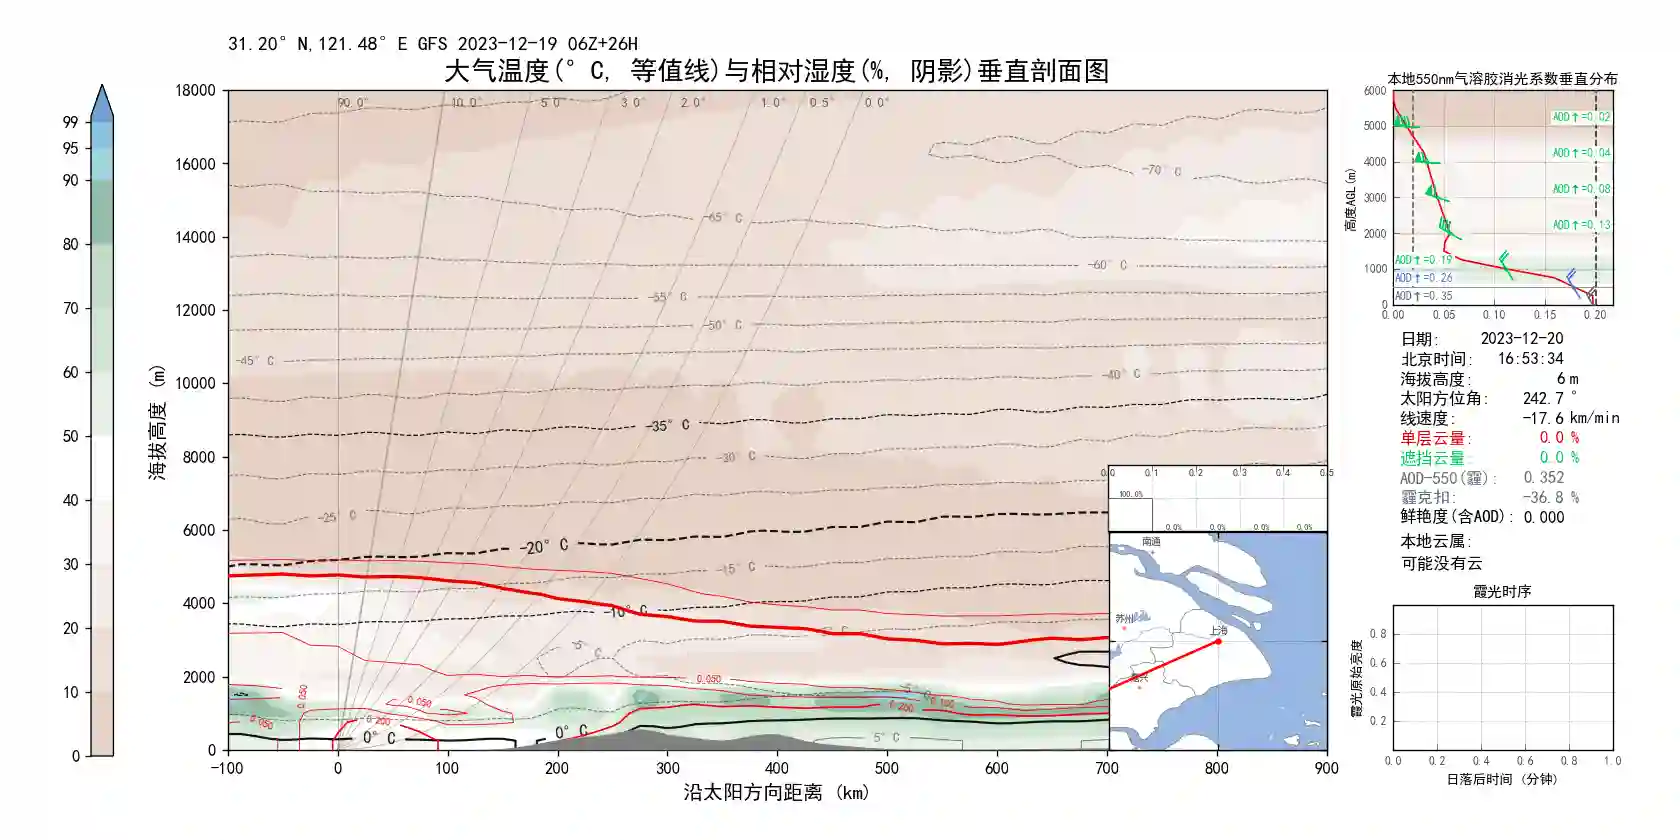 31.20° N,121.48° E GFS 2023-12-19 06Z+26H
大气温度(° C, 等值线)与相对湿度(%, 阴影)垂直剖面图
99
95
90
80
70
60
50
40
30
20
10
0
18000
16000
14000
12000
10000
8000
6000
4000
2000
0
海拔高度 (m)
90.0° 10.0° 5.0° 3.0° 2.0° 1.0° 0.5° 0.0°
-70° C
-65° C
-60° C
-55° C
-50° C
-45° C
-40° C
-35° C
-30° C
-25° C
-20° C
-15° C
-10° C
-5° C
0.050
0.050
0.050
0.050
0.200
0.200
0.100
0° C
0° C
5° C
-100 0 100 200 300 400 500 600 700 800 900
沿太阳方向距离 (km)
0.0 0.1 0.2 0.3 0.4 0.5
100.0%
0.0% 0.0% 0.0% 0.0%
南通
苏州
上海
本地550nm气溶胶消光系数垂直分布
6000
5000
4000
3000
2000
1000
0
高度AGL(m)
AOD↑=0.02
AOD↑=0.04
AOD↑=0.08
AOD↑=0.13
AOD↑=0.19
AOD↑=0.26
AOD↑=0.35
0.00 0.05 0.10 0.15 0.20
日期: 2023-12-20
北京时间: 16:53:34
海拔高度: 6 m
太阳方位角: 242.7 °
线速度: -17.6 km/min
单层云量: 0.0 %
遮挡云量: 0.0 %
AOD-550(霾): 0.352
霾克扣: -36.8 %
鲜艳度(含AOD): 0.000
本地云属:
可能没有云
霞光时序
0.8
0.6
0.4
0.2
霞光原始亮度
0.0 0.2 0.4 0.6 0.8 1.0
日落后时间 (分钟)